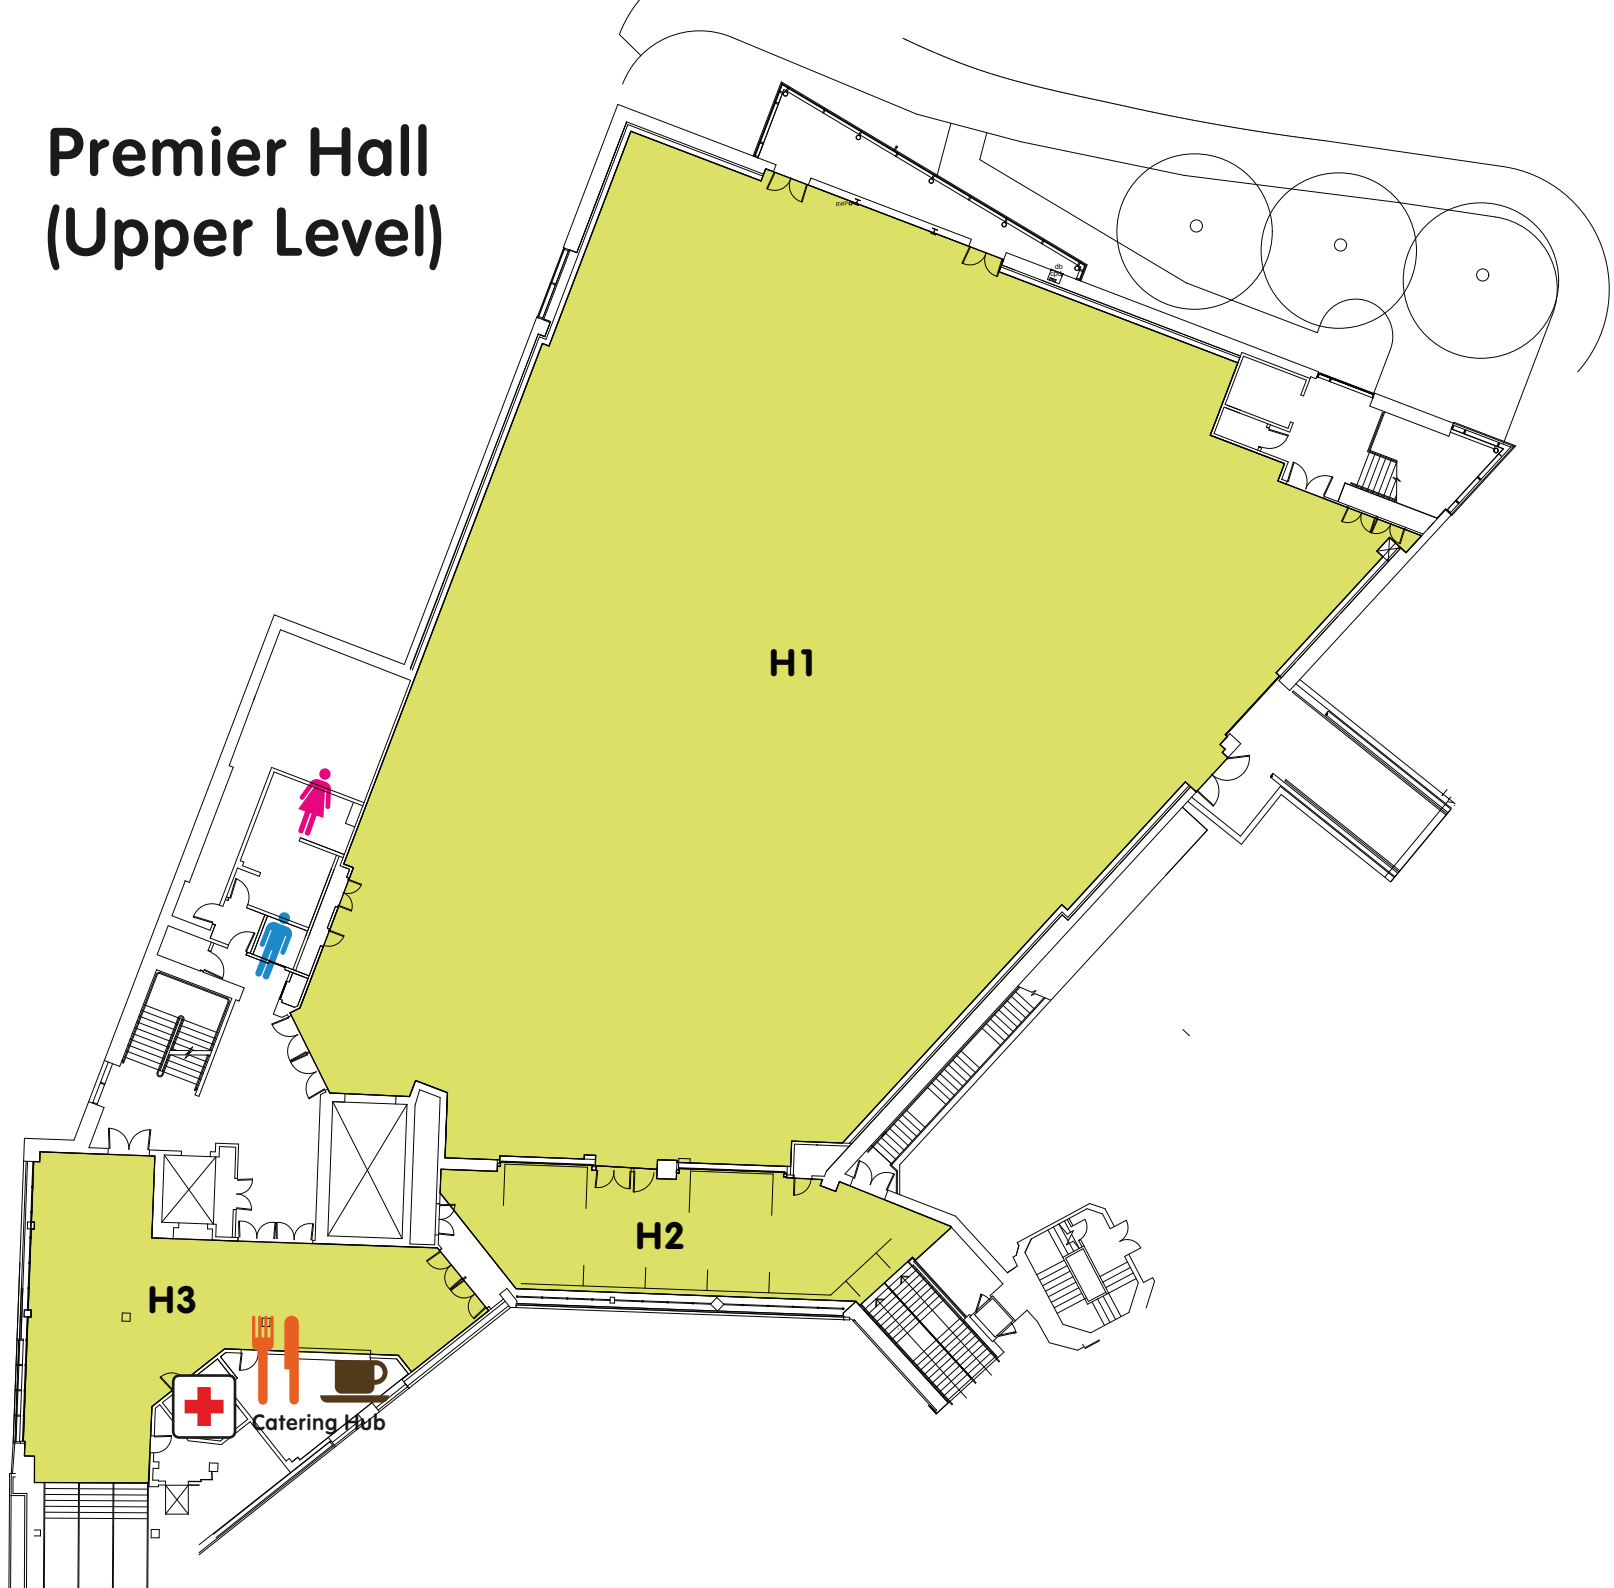 Premier Hall
(Upper Level)
H1
H2
H3
Catering Hub